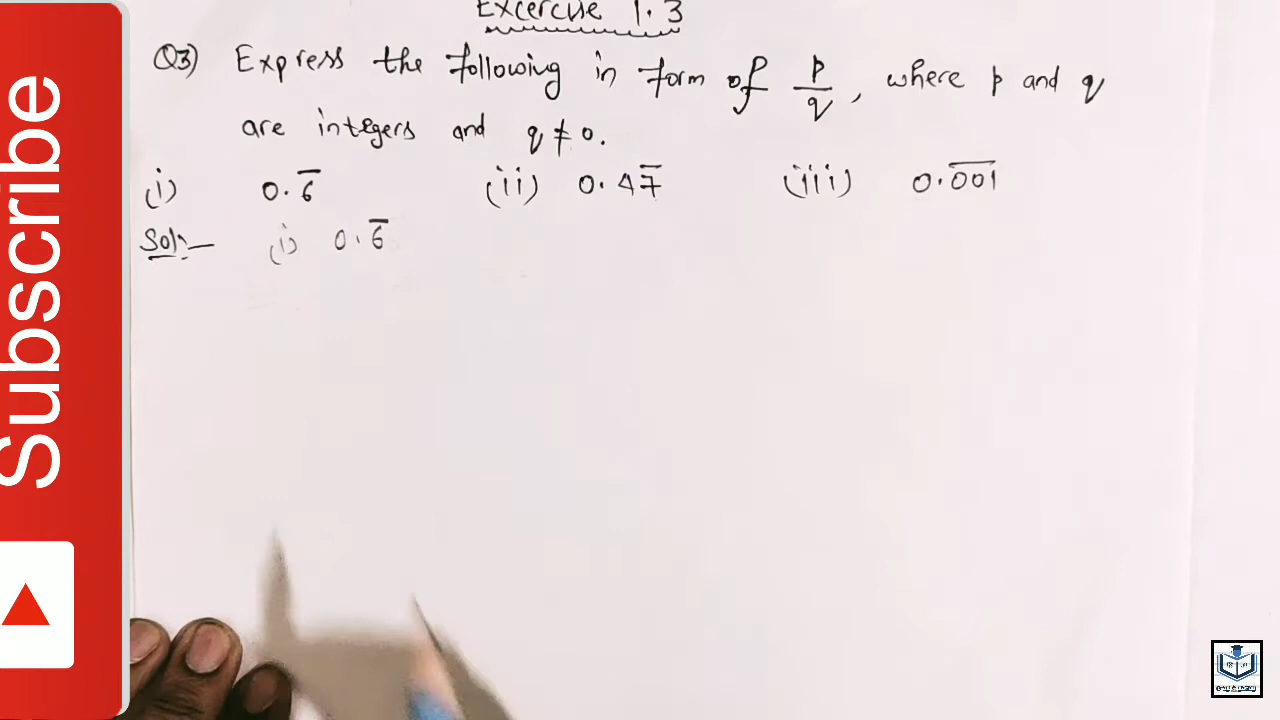 Excercise 1.3
Q3) Express the following in form of p/q, where p and q
are integers and q ≠ 0.
(i) 0.6̅ (ii) 0.47̅ (iii) 0.0̅0̅1̅
Sol:- (i) 0.6̅
Subscribe